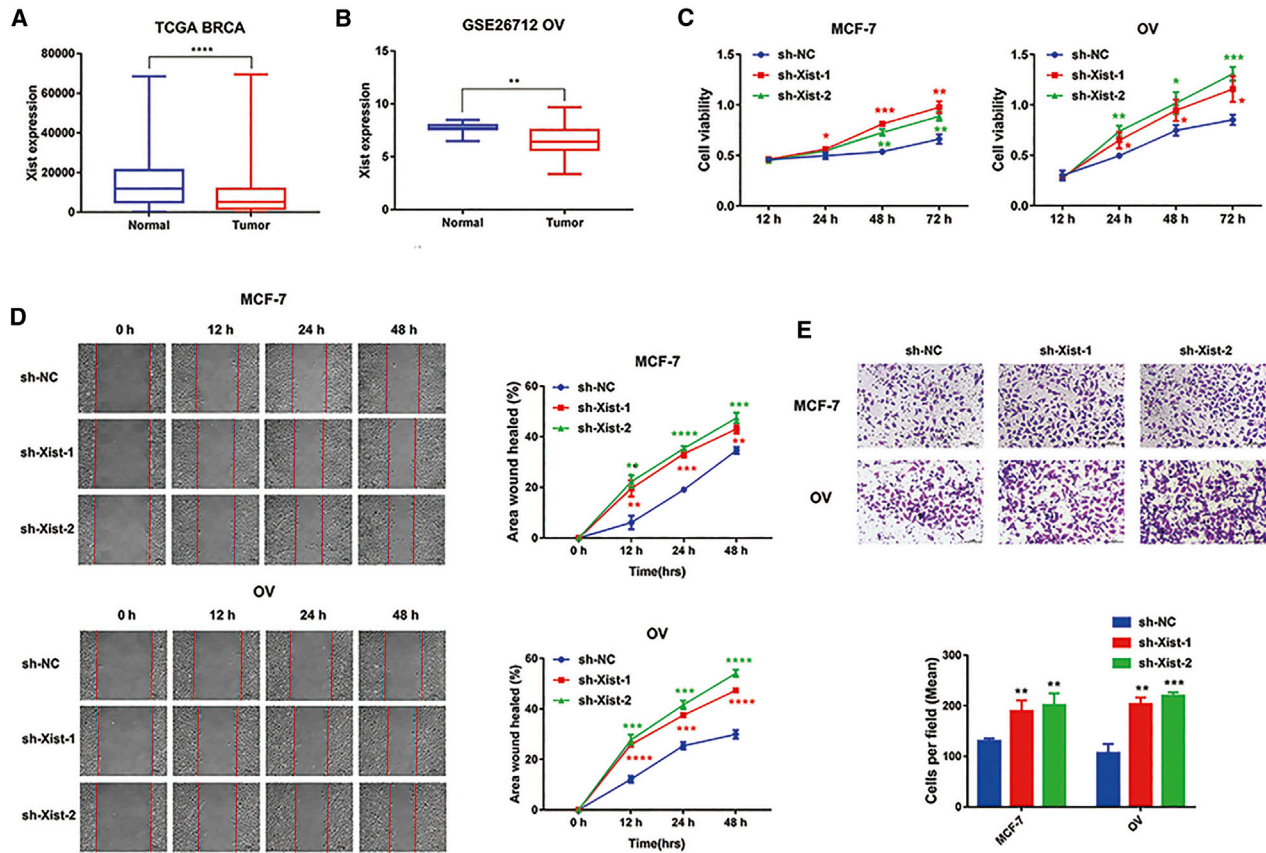 A
TCGA BRCA
****
Xist expression
80000
60000
40000
20000
0
Normal
Tumor
B
GSE26712 OV
**
Xist expression
15
10
5
0
Normal
Tumor
C
MCF-7
sh-NC
sh-Xist-1
sh-Xist-2
Cell viability
1.5
1.0
0.5
0.0
*
***
**
**
**
12 h
24 h
48 h
72 h
OV
sh-NC
sh-Xist-1
sh-Xist-2
Cell viability
1.5
1.0
0.5
0.0
**
*
*
*
***
*
12 h
24 h
48 h
72 h
D
MCF-7
0 h
12 h
24 h
48 h
sh-NC
sh-Xist-1
sh-Xist-2
OV
0 h
12 h
24 h
48 h
sh-NC
sh-Xist-1
sh-Xist-2
MCF-7
sh-NC
sh-Xist-1
sh-Xist-2
Area wound healed (%)
60
40
20
0
**
**
****
***
***
**
0 h
12 h
24 h
48 h
Time(hrs)
OV
sh-NC
sh-Xist-1
sh-Xist-2
Area wound healed (%)
60
40
20
0
***
****
***
***
****
****
0 h
12 h
24 h
48 h
Time(hrs)
E
sh-NC
sh-Xist-1
sh-Xist-2
MCF-7
OV
sh-NC
sh-Xist-1
sh-Xist-2
Cells per field (Mean)
300
200
100
0
**
**
**
***
MCF-7
OV